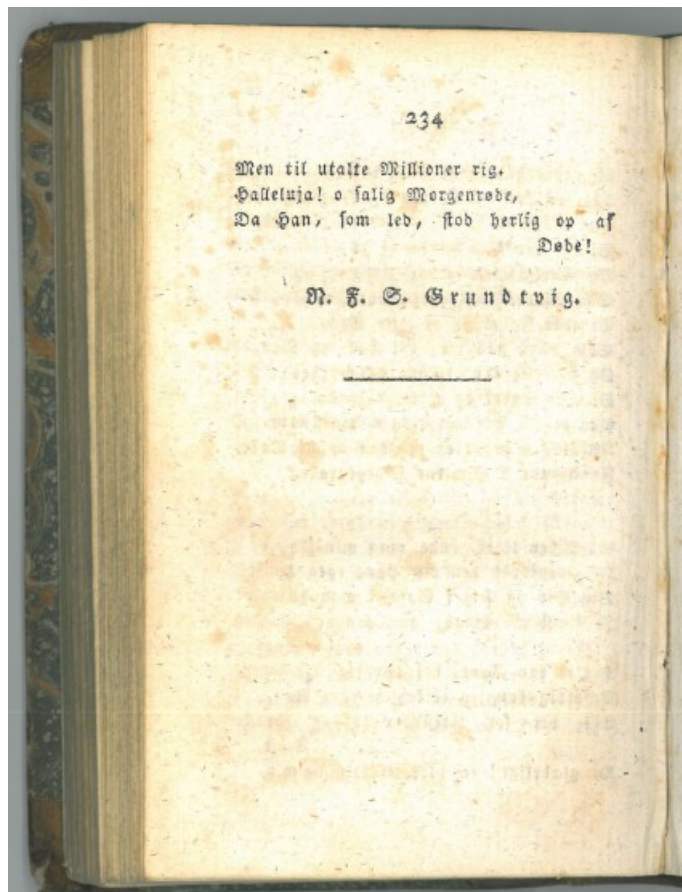 234
Men til utalte Millioner rig.
Halleluja! o salig Morgenrøde,
Da Han, som led, stod herlig op af
Døde!
N. F. S. Grundtvig.